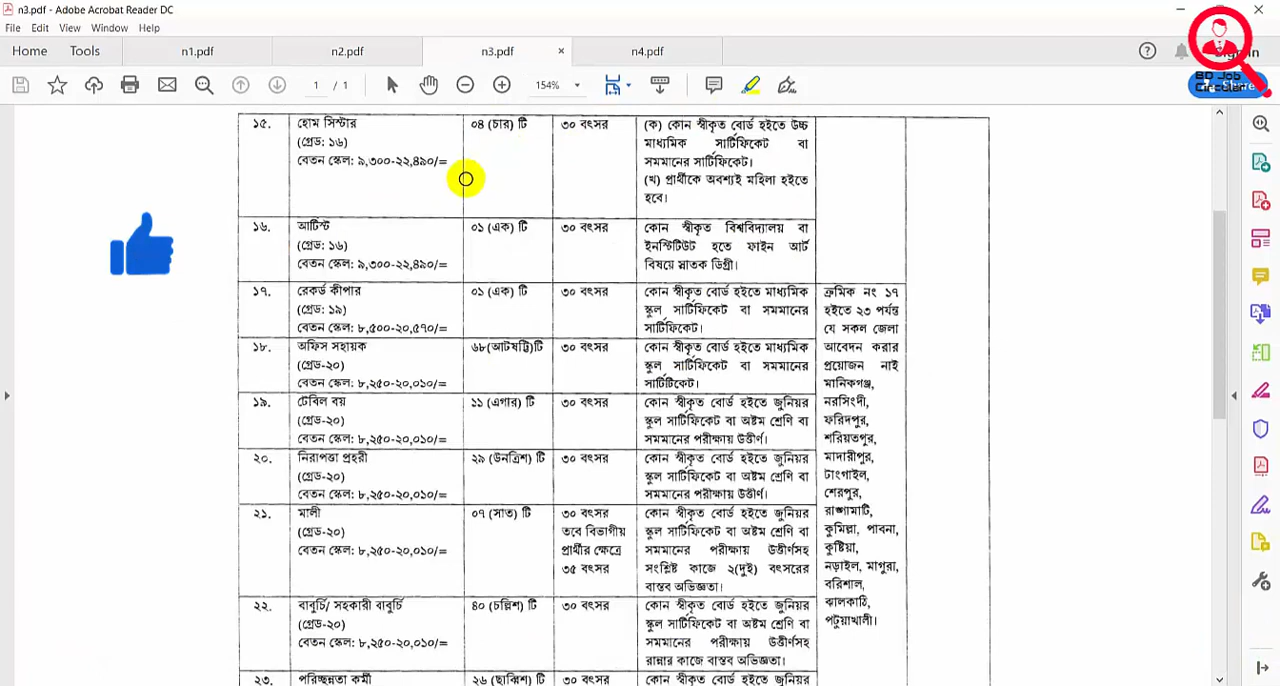 n3.pdf - Adobe Acrobat Reader DC
File Edit View Window Help
Home Tools n1.pdf n2.pdf n3.pdf × n4.pdf
1 / 1 154%
BD Job
Circular
১৫. হোম সিস্টার ০৪ (চার) টি ৩০ বৎসর (ক) কোন স্বীকৃত বোর্ড হইতে উচ্চ
(গ্রেড: ১৬) মাধ্যমিক সার্টিফিকেট বা
বেতন স্কেল: ৯,৩০০-২২,৪৯০/= সমমানের সার্টিফিকেট।
(খ) প্রার্থীকে অবশ্যই মহিলা হইতে
হবে।
১৬. আর্টিস্ট ০১ (এক) টি ৩০ বৎসর কোন স্বীকৃত বিশ্ববিদ্যালয় বা
(গ্রেড: ১৬) ইনস্টিটিউট হতে ফাইন আর্ট
বেতন স্কেল: ৯,৩০০-২২,৪৯০/= বিষয়ে স্নাতক ডিগ্রী।
১৭. রেকর্ড কীপার ০১ (এক) টি ৩০ বৎসর কোন স্বীকৃত বোর্ড হইতে মাধ্যমিক
(গ্রেড: ১৯) স্কুল সার্টিফিকেট বা সমমানের
বেতন স্কেল: ৮,৫০০-২০,৫৭০/= সার্টিফিকেট।
১৮. অফিস সহায়ক ৬৮(আটষট্টি)টি ৩০ বৎসর কোন স্বীকৃত বোর্ড হইতে মাধ্যমিক
(গ্রেড-২০) স্কুল সার্টিফিকেট বা সমমানের
বেতন স্কেল: ৮,২৫০-২০,০১০/= সার্টিটিকেট।
১৯. টেবিল বয় ১১ (এগার) টি ৩০ বৎসর কোন স্বীকৃত বোর্ড হইতে জুনিয়র
(গ্রেড-২০) স্কুল সার্টিফিকেট বা অষ্টম শ্রেণি বা
বেতন স্কেল: ৮,২৫০-২০,০১০/= সমমানের পরীক্ষায় উত্তীর্ণ।
২০. নিরাপত্তা প্রহরী ২৯ (উনত্রিশ) টি ৩০ বৎসর কোন স্বীকৃত বোর্ড হইতে জুনিয়র
(গ্রেড-২০) স্কুল সার্টিফিকেট বা অষ্টম শ্রেণি বা
বেতন স্কেল: ৮,২৫০-২০,০১০/= সমমানের পরীক্ষায় উত্তীর্ণ।
২১. মালী ০৭ (সাত) টি ৩০ বৎসর কোন স্বীকৃত বোর্ড হইতে জুনিয়র
(গ্রেড-২০) তবে বিভাগীয় স্কুল সার্টিফিকেট বা অষ্টম শ্রেণি বা
বেতন স্কেল: ৮,২৫০-২০,০১০/= প্রার্থীর ক্ষেত্রে সমমানের পরীক্ষায় উত্তীর্ণসহ
৩৫ বৎসর সংশ্লিষ্ট কাজে ২(দুই) বৎসরের
বাস্তব অভিজ্ঞতা।
২২. বাবুর্চি/ সহকারী বাবুর্চি ৪০ (চল্লিশ) টি ৩০ বৎসর কোন স্বীকৃত বোর্ড হইতে জুনিয়র
(গ্রেড-২০) স্কুল সার্টিফিকেট বা অষ্টম শ্রেণি বা
বেতন স্কেল: ৮,২৫০-২০,০১০/= সমমানের পরীক্ষায় উত্তীর্ণসহ
রান্নার কাজে বাস্তব অভিজ্ঞতা।
২৩. পরিচ্ছন্নতা কর্মী ২৬ (ছাব্বিশ) টি ৩০ বৎসর কোন স্বীকৃত বোর্ড হইতে জুনিয়র
ক্রমিক নং ১৭
হইতে ২৩ পর্যন্ত
যে সকল জেলা
আবেদন করার
প্রয়োজন নাই
মানিকগঞ্জ,
নরসিংদী,
ফরিদপুর,
শরিয়তপুর,
মাদারীপুর,
টাংগাইল,
শেরপুর,
রাঙ্গামাটি,
কুমিল্লা, পাবনা,
কুষ্টিয়া,
নড়াইল, মাগুরা,
বরিশাল,
ঝালকাঠি,
পটুয়াখালী।